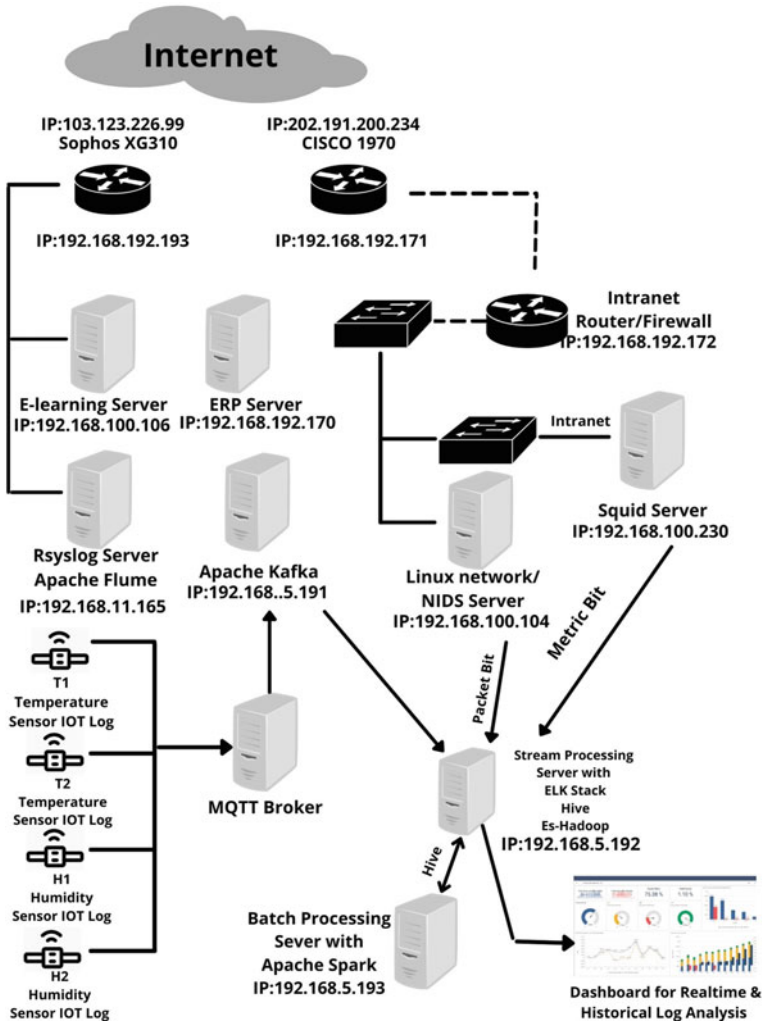 Internet
IP:103.123.226.99
Sophos XG310
IP:202.191.200.234
CISCO 1970
IP:192.168.192.193
IP:192.168.192.171
Intranet
Router/Firewall
IP:192.168.192.172
E-learning Server
IP:192.168.100.106
ERP Server
IP:192.168.192.170
Intranet
Squid Server
IP:192.168.100.230
Rsyslog Server
Apache Flume
IP:192.168.11.165
Apache Kafka
IP:192.168..5.191
Linux network/
NIDS Server
IP:192.168.100.104
Metric Bit
Packet Bit
T1
Temperature
Sensor IOT Log
T2
Temperature
Sensor IOT Log
H1
Humidity
Sensor IOT Log
H2
Humidity
Sensor IOT Log
MQTT Broker
Stream Processing
Server with
ELK Stack
Hive
Es-Hadoop
IP:192.168.5.192
Hive
Batch Processing
Sever with
Apache Spark
IP:192.168.5.193
Dashboard for Realtime &
Historical Log Analysis